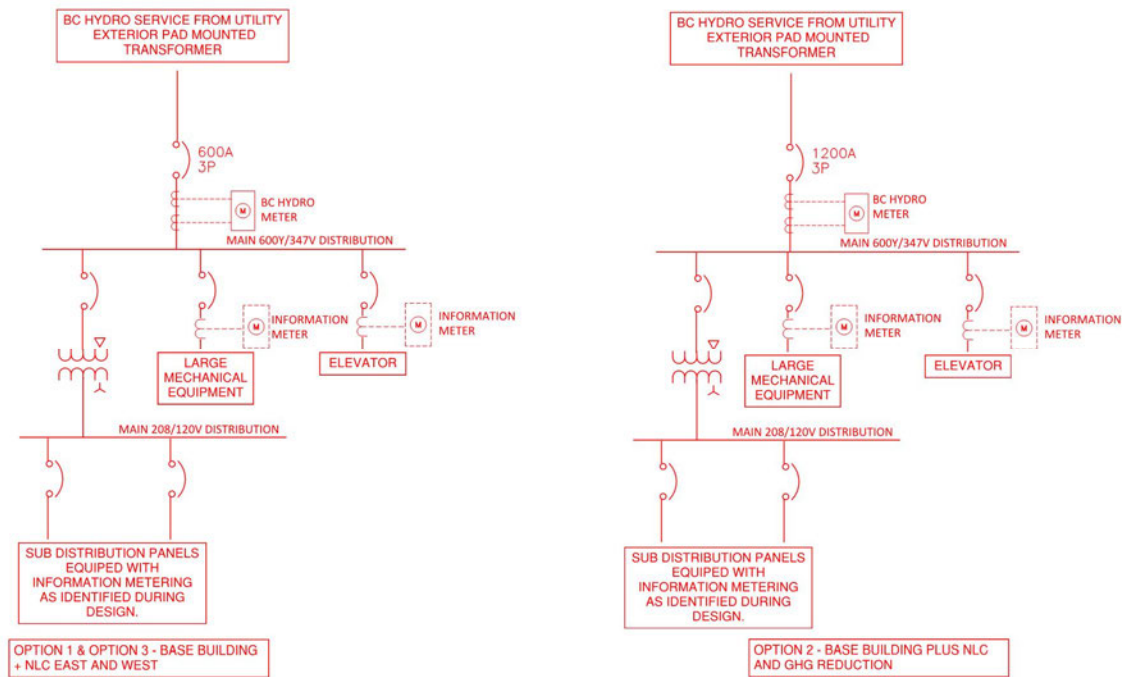 BC HYDRO SERVICE FROM UTILITY
EXTERIOR PAD MOUNTED
TRANSFORMER
600A
3P
M
BC HYDRO
METER
MAIN 600Y/347V DISTRIBUTION
M
INFORMATION
METER
M
INFORMATION
METER
LARGE
MECHANICAL
EQUIPMENT
ELEVATOR
MAIN 208/120V DISTRIBUTION
SUB DISTRIBUTION PANELS
EQUIPED WITH
INFORMATION METERING
AS IDENTIFIED DURING
DESIGN.
OPTION 1 & OPTION 3 - BASE BUILDING
+ NLC EAST AND WEST
BC HYDRO SERVICE FROM UTILITY
EXTERIOR PAD MOUNTED
TRANSFORMER
1200A
3P
M
BC HYDRO
METER
MAIN 600Y/347V DISTRIBUTION
M
INFORMATION
METER
M
INFORMATION
METER
LARGE
MECHANICAL
EQUIPMENT
ELEVATOR
MAIN 208/120V DISTRIBUTION
SUB DISTRIBUTION PANELS
EQUIPED WITH
INFORMATION METERING
AS IDENTIFIED DURING
DESIGN.
OPTION 2 - BASE BUILDING PLUS NLC
AND GHG REDUCTION